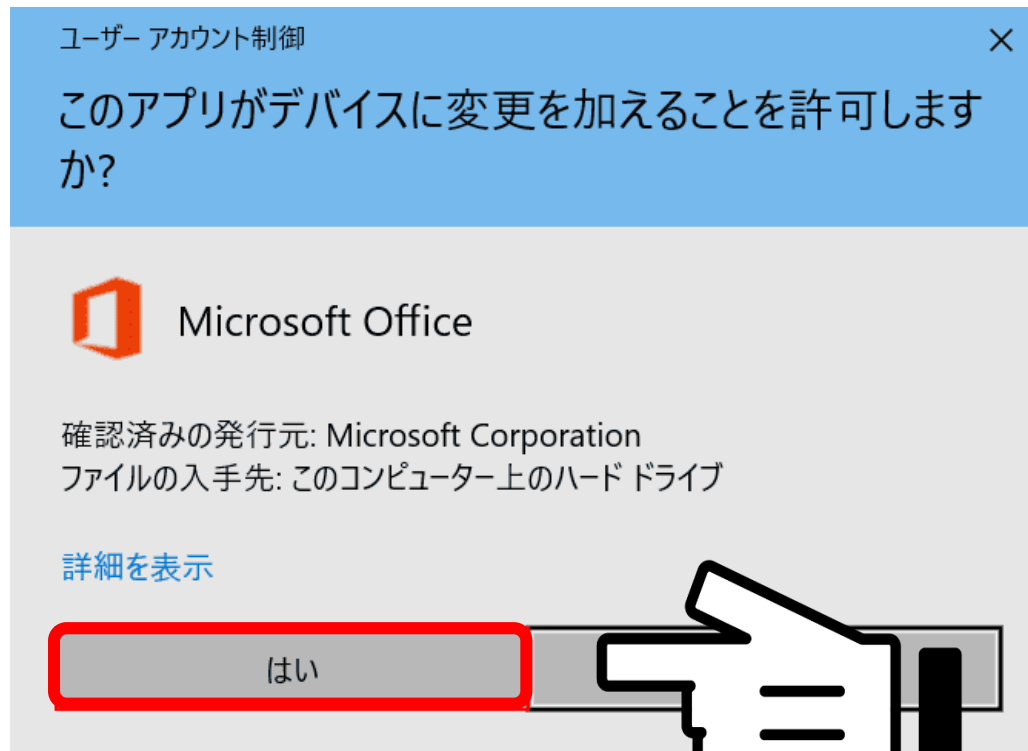 ユーザー アカウント制御
このアプリがデバイスに変更を加えることを許可します
か?
Microsoft Office
確認済みの発行元: Microsoft Corporation
ファイルの入手先: このコンピューター上のハード ドライブ
詳細を表示
はい